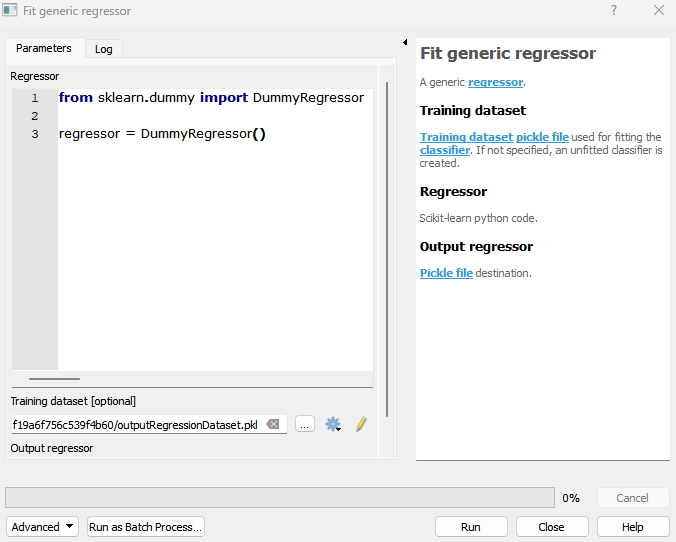 Fit generic regressor
?
Parameters
Log
Regressor
1
from sklearn.dummy import DummyRegressor
2
3
regressor = DummyRegressor()
Training dataset [optional]
f19a6f756c539f4b60/outputRegressionDataset.pkl
...
Output regressor
Fit generic regressor
A generic regressor.
Training dataset
Training dataset pickle file used for fitting the
classifier. If not specified, an unfitted classifier is
created.
Regressor
Scikit-learn python code.
Output regressor
Pickle file destination.
0%
Cancel
Advanced
Run as Batch Process...
Run
Close
Help